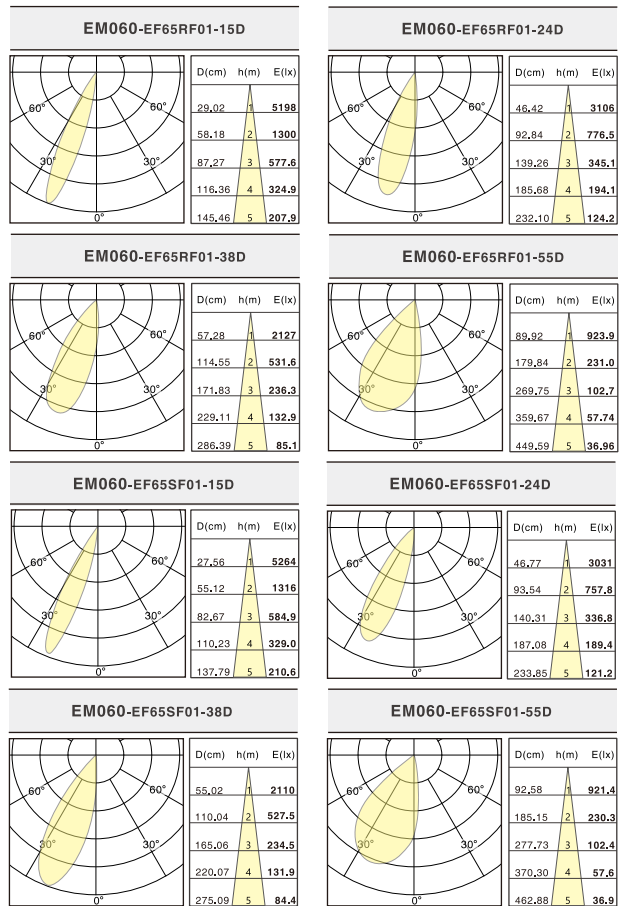 EM060-EF65RF01-15D
60° 60°
30° 30°
0°
D(cm) h(m) E(lx)
29.02 1 5198
58.18 2 1300
87.27 3 577.6
116.36 4 324.9
145.46 5 207.9
EM060-EF65RF01-24D
60° 60°
30° 30°
0°
D(cm) h(m) E(lx)
46.42 1 3106
92.84 2 776.5
139.26 3 345.1
185.68 4 194.1
232.10 5 124.2
EM060-EF65RF01-38D
60° 60°
30° 30°
0°
D(cm) h(m) E(lx)
57.28 1 2127
114.55 2 531.6
171.83 3 236.3
229.11 4 132.9
286.39 5 85.1
EM060-EF65RF01-55D
60° 60°
30° 30°
0°
D(cm) h(m) E(lx)
89.92 1 923.9
179.84 2 231.0
269.75 3 102.7
359.67 4 57.74
449.59 5 36.96
EM060-EF65SF01-15D
60° 60°
30° 30°
0°
D(cm) h(m) E(lx)
27.56 1 5264
55.12 2 1316
82.67 3 584.9
110.23 4 329.0
137.79 5 210.6
EM060-EF65SF01-24D
60° 60°
30° 30°
0°
D(cm) h(m) E(lx)
46.77 1 3031
93.54 2 757.8
140.31 3 336.8
187.08 4 189.4
233.85 5 121.2
EM060-EF65SF01-38D
60° 60°
30° 30°
0°
D(cm) h(m) E(lx)
55.02 1 2110
110.04 2 527.5
165.06 3 234.5
220.07 4 131.9
275.09 5 84.4
EM060-EF65SF01-55D
60° 60°
30° 30°
0°
D(cm) h(m) E(lx)
92.58 1 921.4
185.15 2 230.3
277.73 3 102.4
370.30 4 57.6
462.88 5 36.9